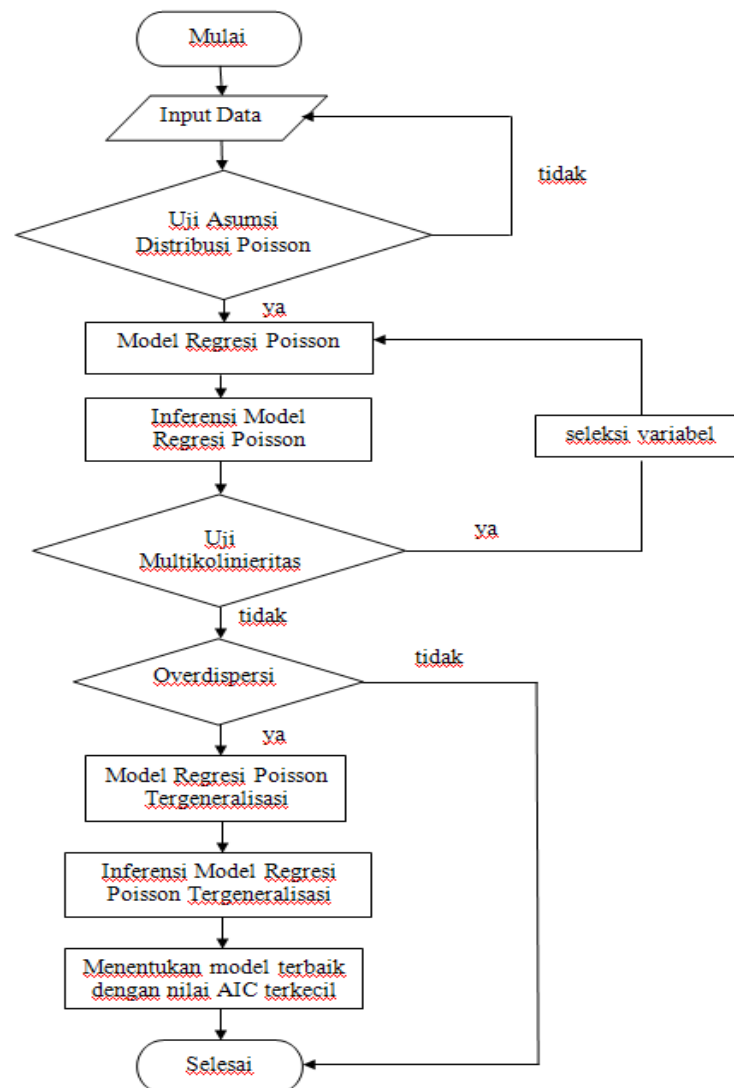 Mulai
Input Data
tidak
Uji Asumsi
Distribusi Poisson
ya
Model Regresi Poisson
Inferensi Model
Regresi Poisson
seleksi variabel
Uji
Multikolinieritas
ya
tidak
Overdispersi
tidak
ya
Model Regresi Poisson
Tergeneralisasi
Inferensi Model Regresi
Poisson Tergeneralisasi
Menentukan model terbaik
dengan nilai AIC terkecil
Selesai